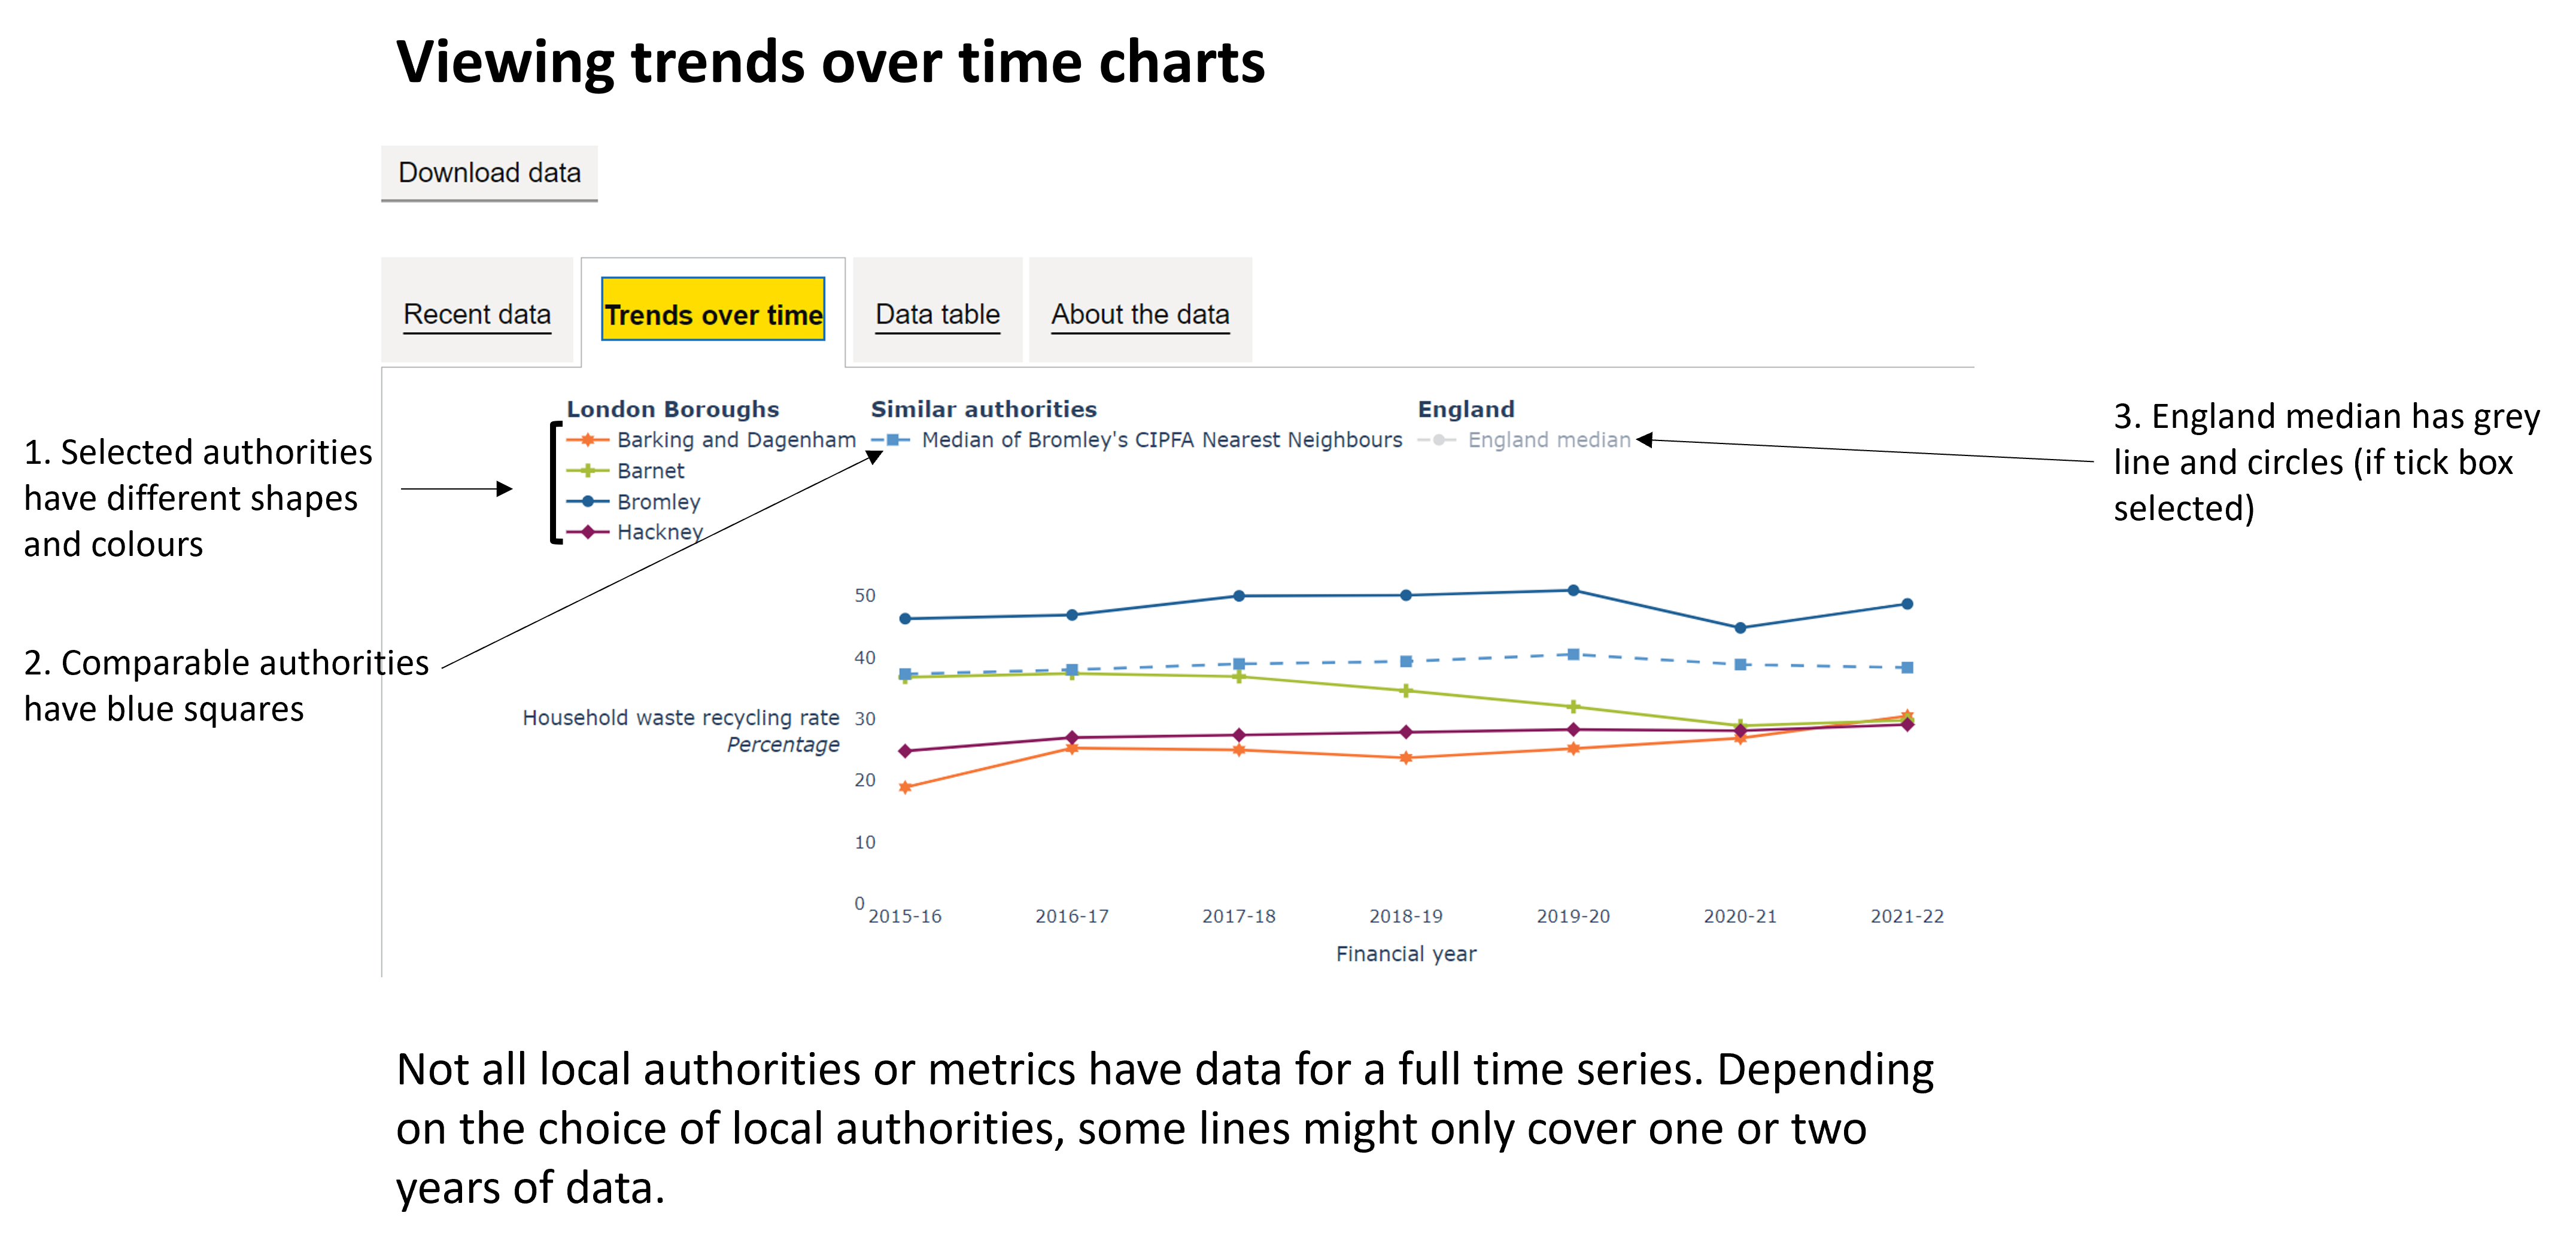 Viewing trends over time charts
Download data
Recent data
Trends over time
Data table
About the data
London Boroughs
Barking and Dagenham
Barnet
Bromley
Hackney
Similar authorities
Median of Bromley's CIPFA Nearest Neighbours
England
England median
1. Selected authorities
have different shapes
and colours
2. Comparable authorities
have blue squares
3. England median has grey
line and circles (if tick box
selected)
Household waste recycling rate
Percentage
50
40
30
20
10
0
2015-16
2016-17
2017-18
2018-19
2019-20
2020-21
2021-22
Financial year
Not all local authorities or metrics have data for a full time series. Depending
on the choice of local authorities, some lines might only cover one or two
years of data.